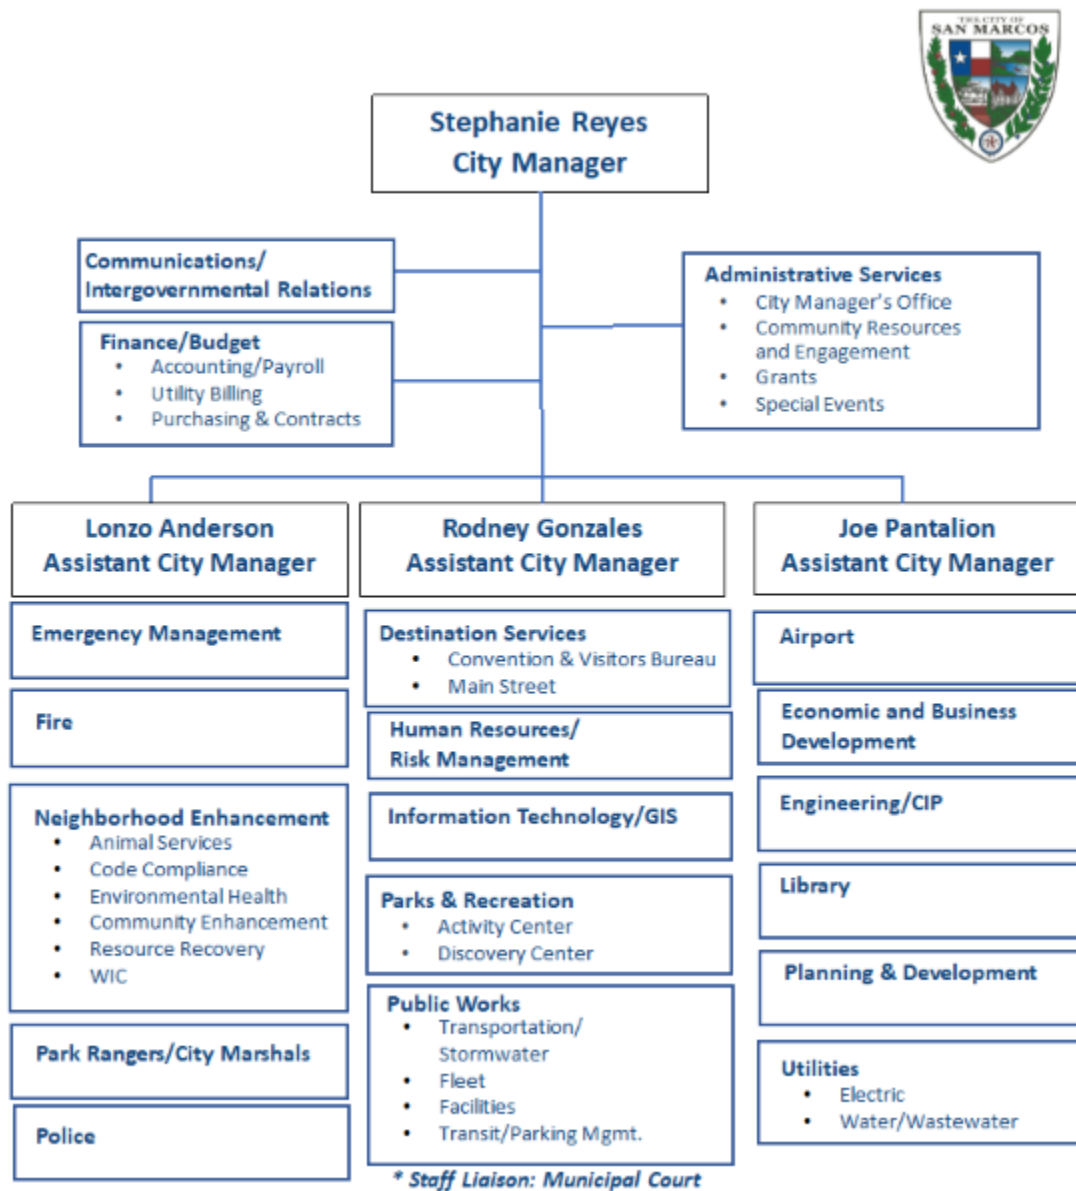 THE CITY OF
SAN MARCOS
Stephanie Reyes
City Manager
Communications/
Intergovernmental Relations
Finance/Budget
• Accounting/Payroll
• Utility Billing
• Purchasing & Contracts
Administrative Services
• City Manager's Office
• Community Resources
and Engagement
• Grants
• Special Events
Lonzo Anderson
Assistant City Manager
Emergency Management
Fire
Neighborhood Enhancement
• Animal Services
• Code Compliance
• Environmental Health
• Community Enhancement
• Resource Recovery
• WIC
Park Rangers/City Marshals
Police
Rodney Gonzales
Assistant City Manager
Destination Services
• Convention & Visitors Bureau
• Main Street
Human Resources/
Risk Management
Information Technology/GIS
Parks & Recreation
• Activity Center
• Discovery Center
Public Works
• Transportation/
Stormwater
• Fleet
• Facilities
• Transit/Parking Mgmt.
* Staff Liaison: Municipal Court
Joe Pantalion
Assistant City Manager
Airport
Economic and Business
Development
Engineering/CIP
Library
Planning & Development
Utilities
• Electric
• Water/Wastewater